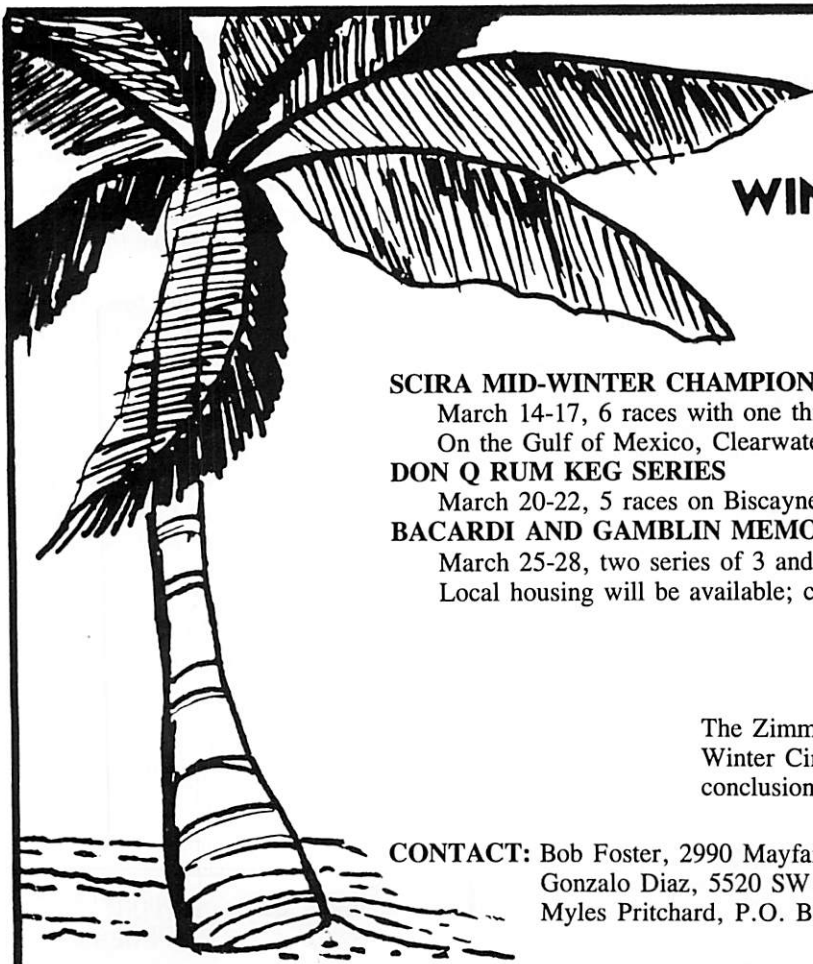 WIN
SCIRA MID-WINTER CHAMPION
March 14-17, 6 races with one th
On the Gulf of Mexico, Clearwate
DON Q RUM KEG SERIES
March 20-22, 5 races on Biscayne
BACARDI AND GAMBLIN MEMO
March 25-28, two series of 3 and
Local housing will be available; c
The Zimm
Winter Cir
conclusion
CONTACT: Bob Foster, 2990 Mayfa
Gonzalo Diaz, 5520 SW
Myles Pritchard, P.O. B